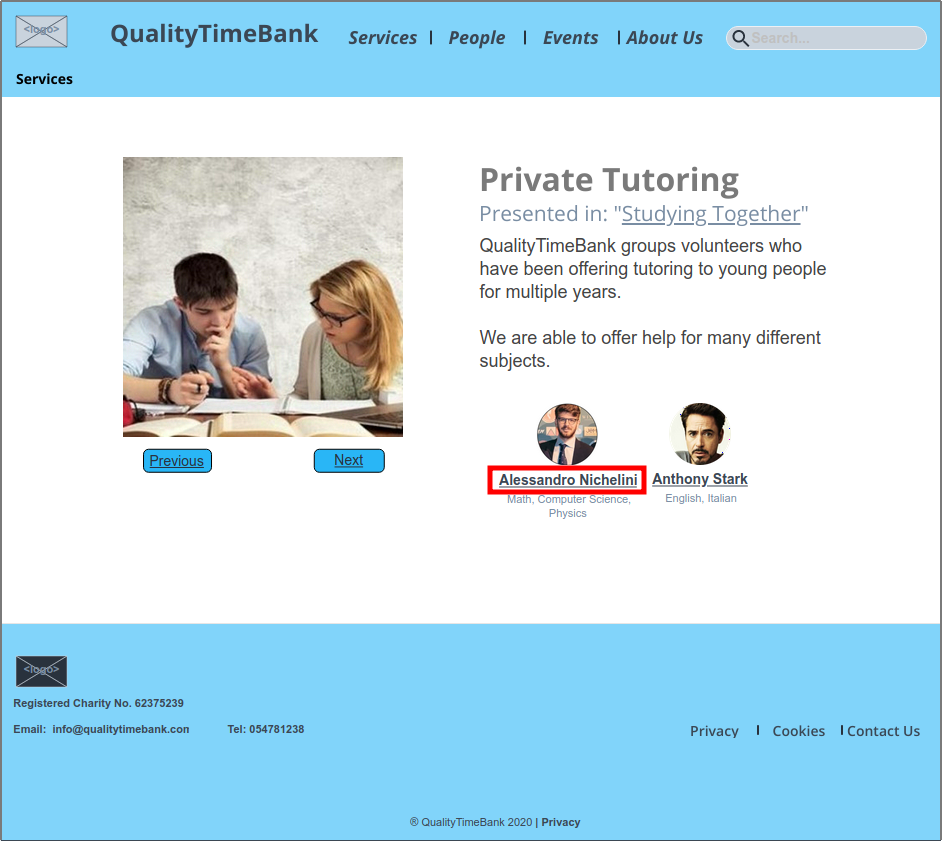 <logo>
QualityTimeBank
Services | People | Events | About Us
Search...
Services
Private Tutoring
Presented in: "Studying Together"
QualityTimeBank groups volunteers who
have been offering tutoring to young people
for multiple years.
We are able to offer help for many different
subjects.
Previous
Next
Alessandro Nichelini
Math, Computer Science,
Physics
Anthony Stark
English, Italian
<logo>
Registered Charity No. 62375239
Email: info@qualitytimebank.con
Tel: 054781238
Privacy | Cookies | Contact Us
® QualityTimeBank 2020 | Privacy